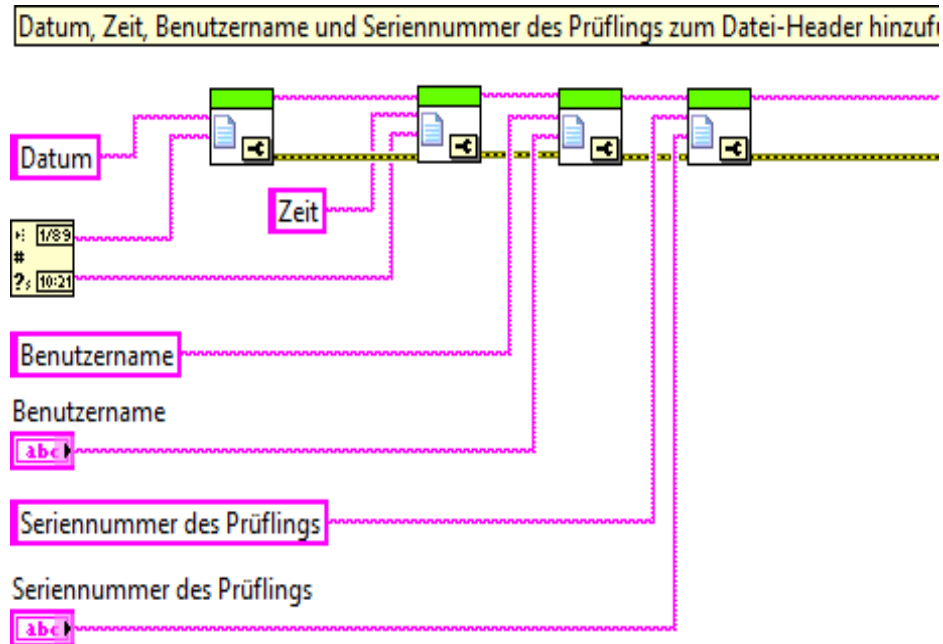 Datum, Zeit, Benutzername und Seriennummer des Prüflings zum Datei-Header hinzuf
Datum
Zeit
1/89
#
?
10:21
Benutzername
Benutzername
abc
Seriennummer des Prüflings
Seriennummer des Prüflings
abc